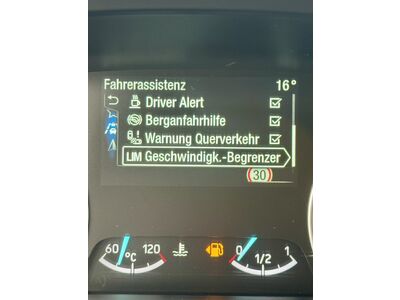 Fahrerassistenz 16°
Driver Alert
Berganfahrhilfe
Warnung Querverkehr
LIM Geschwindigk.-Begrenzer
30
60 120 0 1/2 1
°C